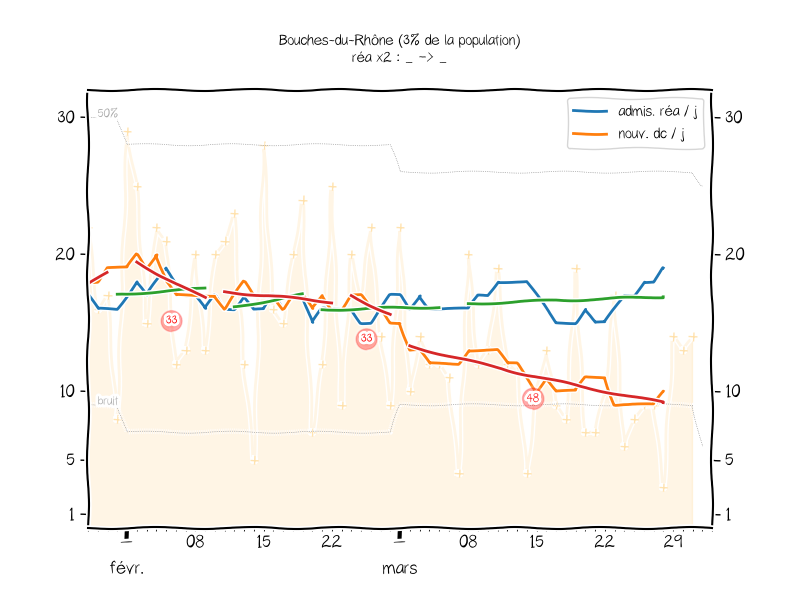 Bouches-du-Rhône (3% de la population)
réa x2 : _ -> _
admis. réa / j
nouv. dc / j
50%
bruit
30
20
10
5
1
30
20
10
5
1
33
33
48
08 15 22 08 15 22 29
févr. mars